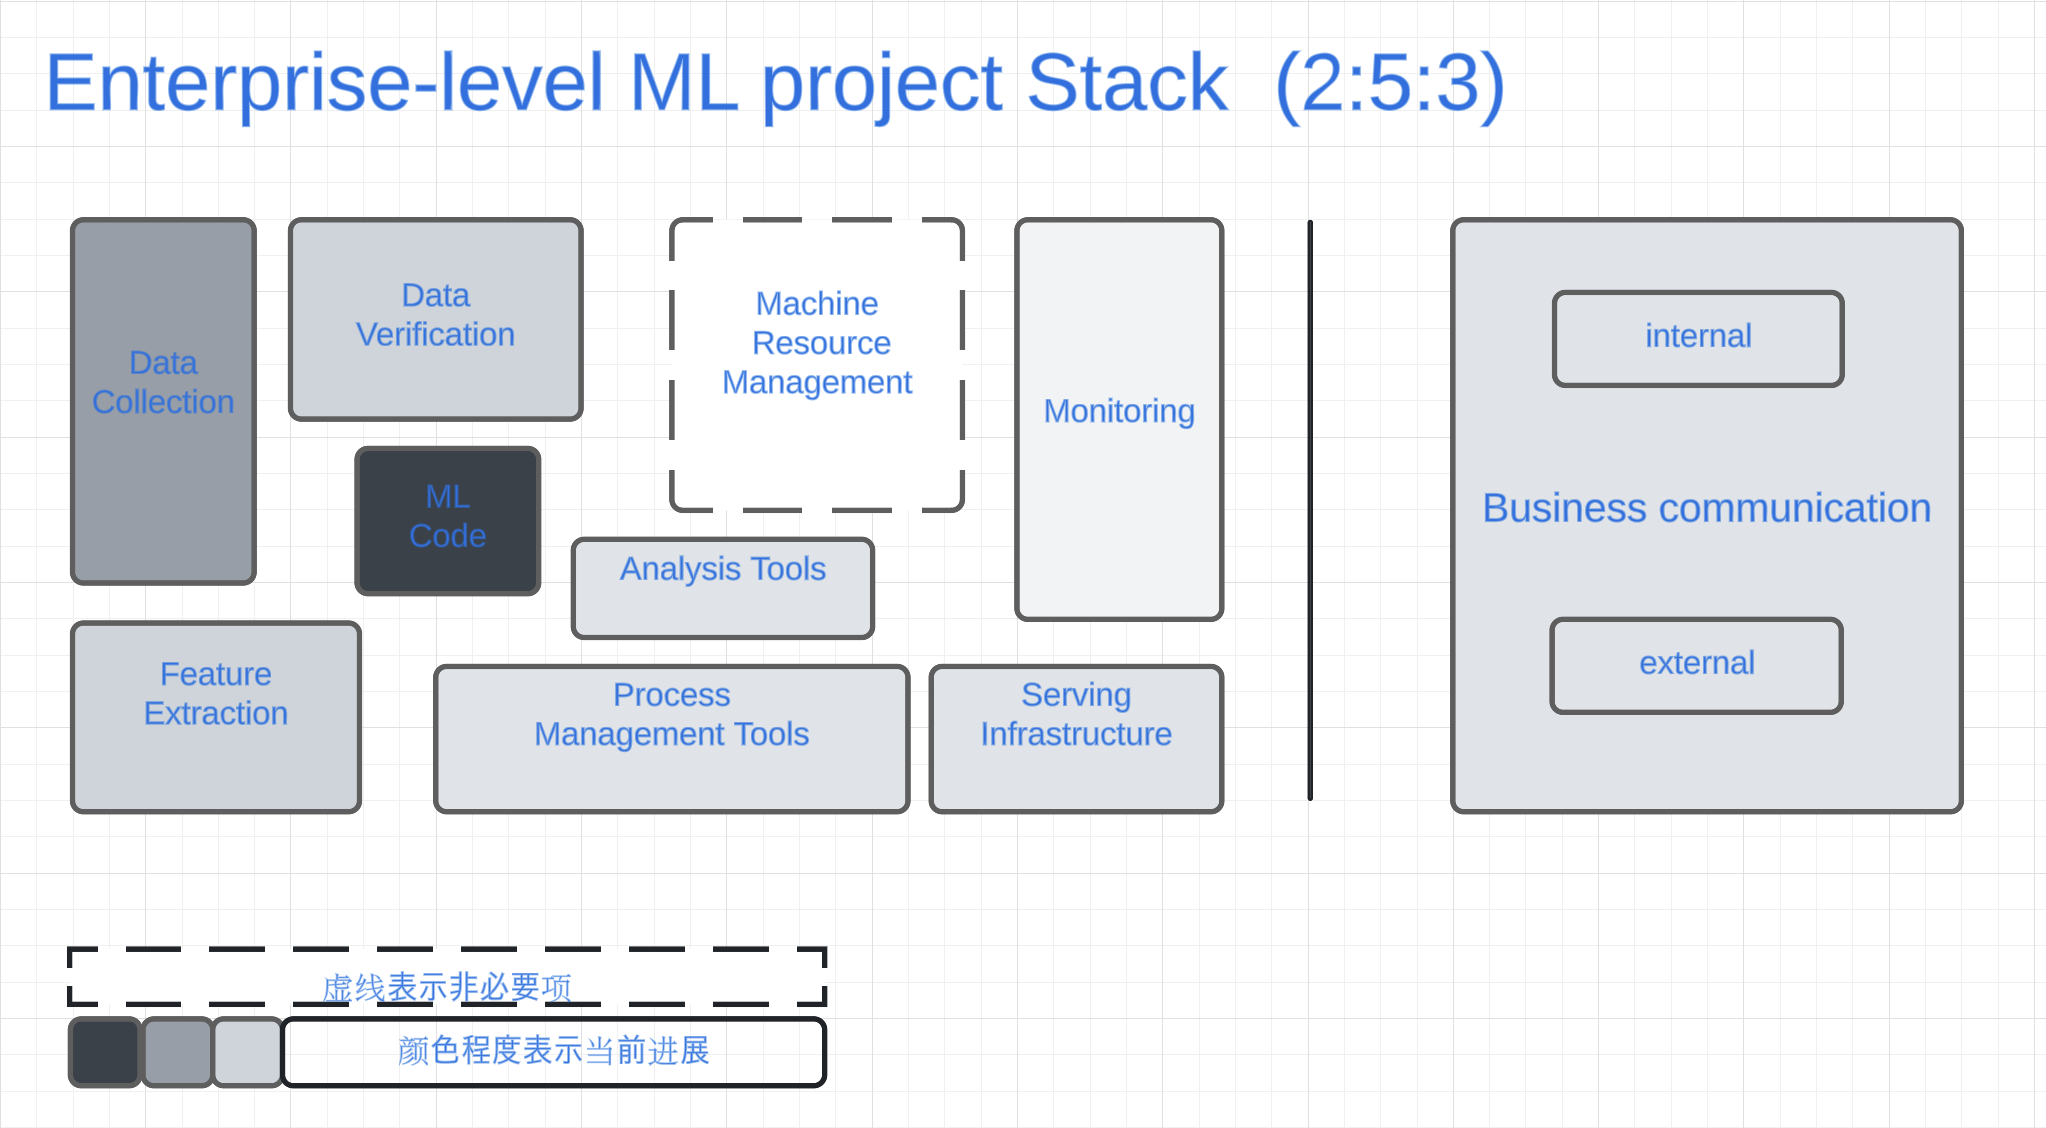 Enterprise-level ML project Stack (2:5:3)
Data
Collection
Data
Verification
Machine
Resource
Management
Monitoring
internal
ML
Code
Business communication
Analysis Tools
external
Feature
Extraction
Process
Management Tools
Serving
Infrastructure
虚线表示非必要项
颜色程度表示当前进展